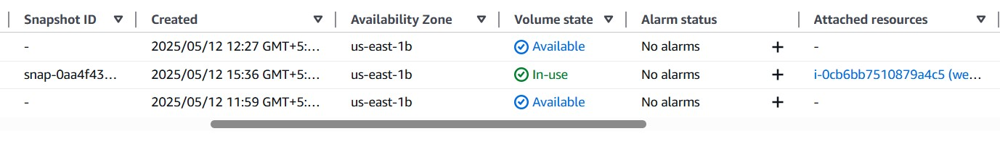 Snapshot ID Created Availability Zone Volume state Alarm status Attached resources
- 2025/05/12 12:27 GMT+5:... us-east-1b Available No alarms + -
snap-0aa4f43... 2025/05/12 15:36 GMT+5:... us-east-1b In-use No alarms + i-0cb6bb7510879a4c5 (we...
- 2025/05/12 11:59 GMT+5:... us-east-1b Available No alarms + -